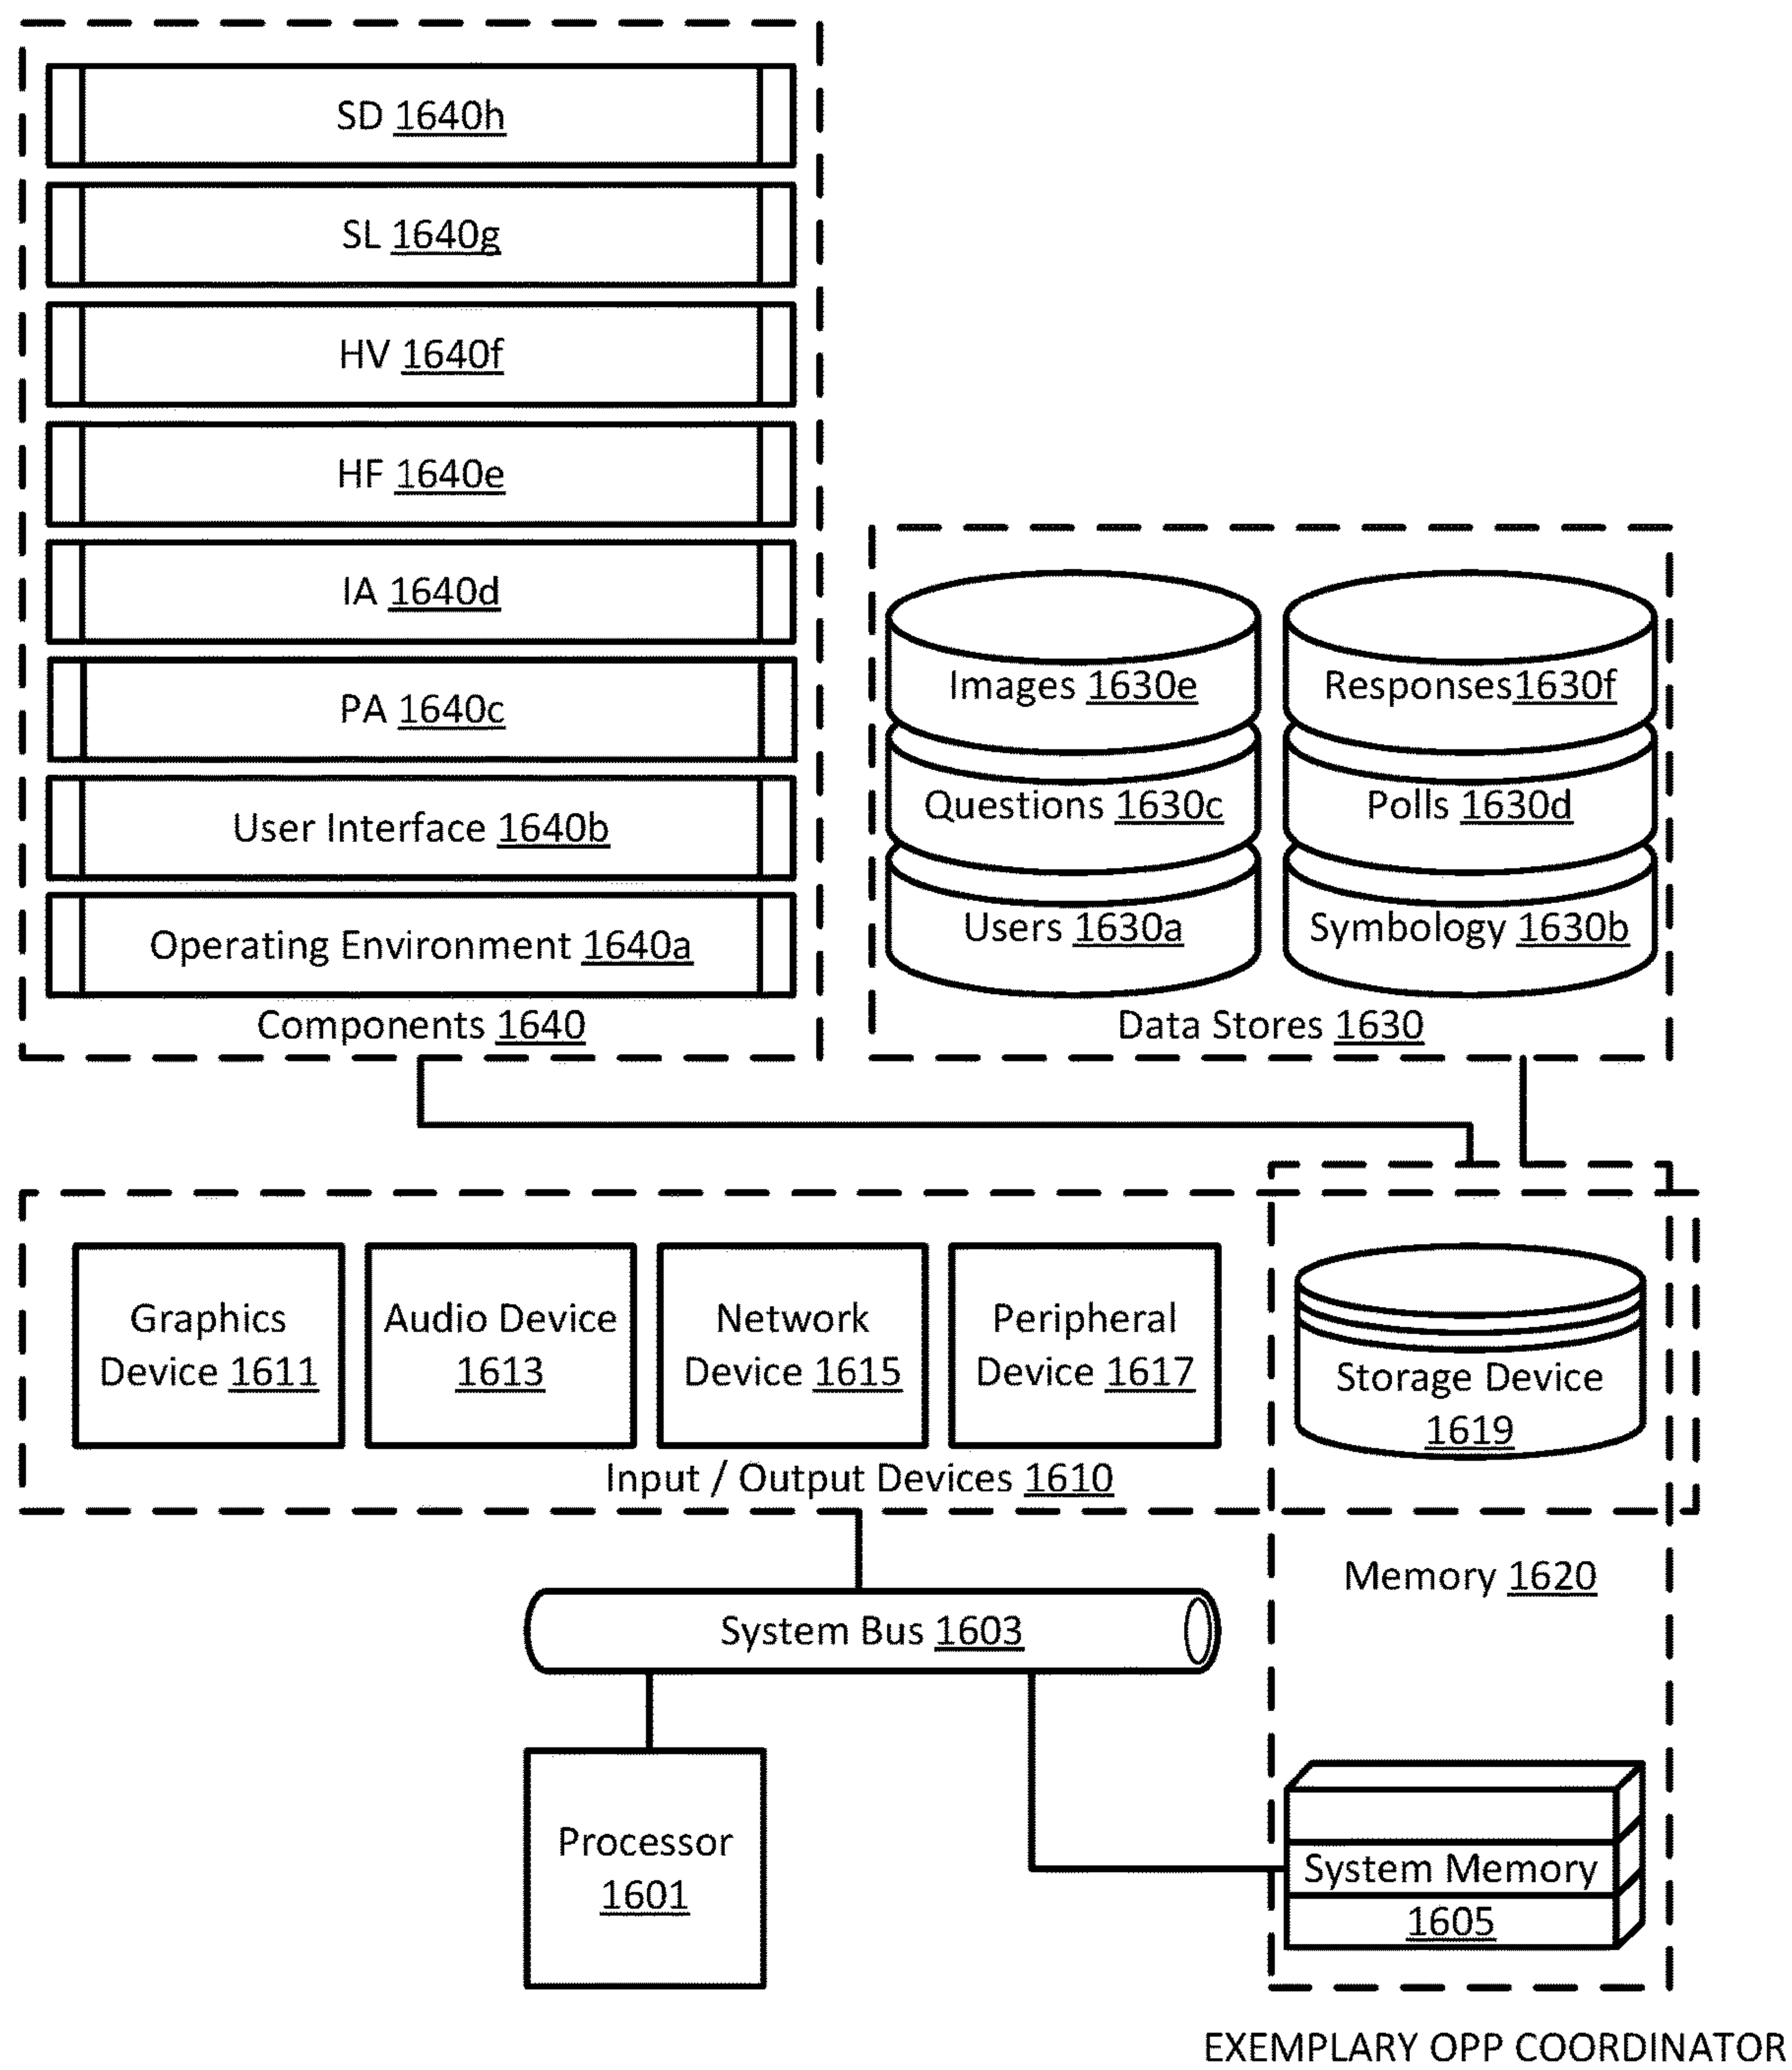 SD 1640h
SL 1640g
HV 1640f
HF 1640e
IA 1640d
PA 1640c
User Interface 1640b
Operating Environment 1640a
Components 1640
Images 1630e
Responses1630f
Questions 1630c
Polls 1630d
Users 1630a
Symbology 1630b
Data Stores 1630
Graphics
Device 1611
Audio Device
1613
Network
Device 1615
Peripheral
Device 1617
Storage Device
1619
Input / Output Devices 1610
Memory 1620
System Bus 1603
Processor
1601
System Memory
1605
EXEMPLARY OPP COORDINATOR